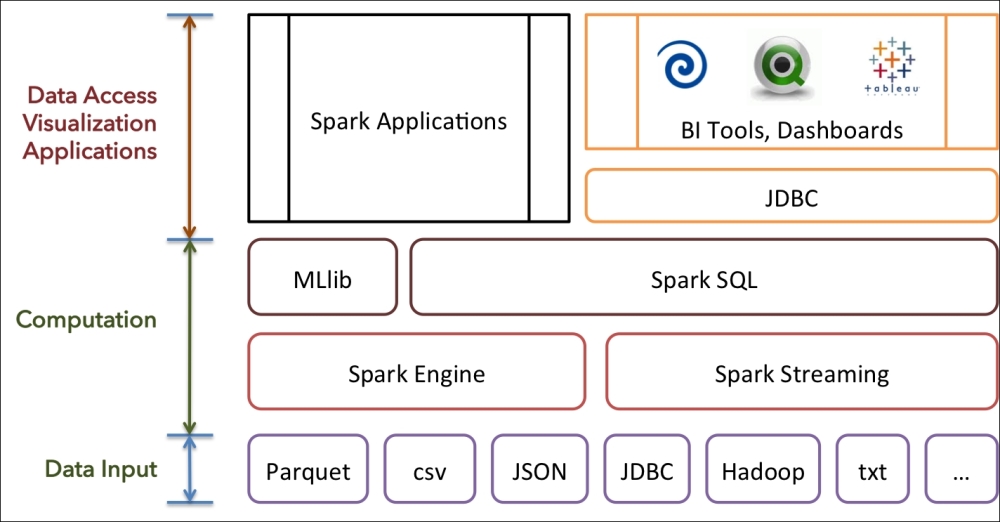 Data Access
Visualization
Applications
Spark Applications
tableau
BI Tools, Dashboards
JDBC
Computation
MLlib
Spark SQL
Spark Engine
Spark Streaming
Data Input
Parquet
csv
JSON
JDBC
Hadoop
txt
...